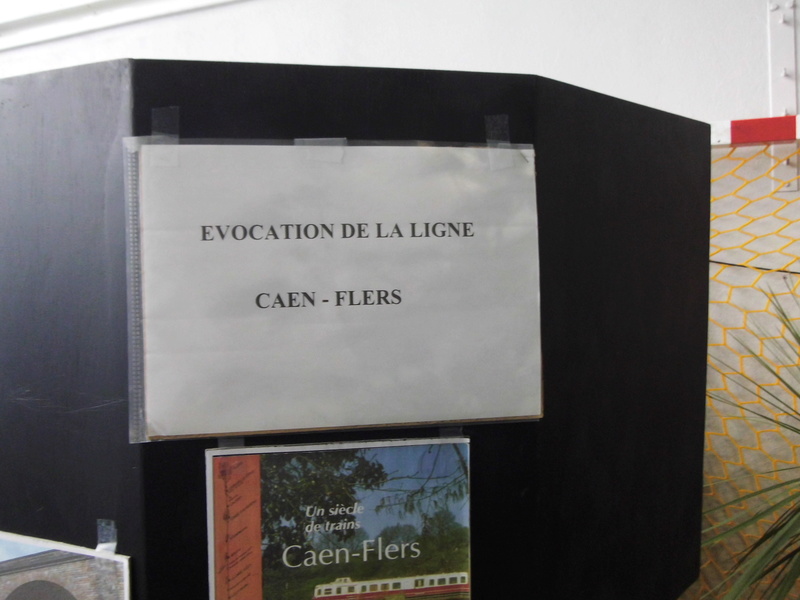 EVOCATION DE LA LIGNE
CAEN - FLERS
Un siècle
de trains
Caen-Flers